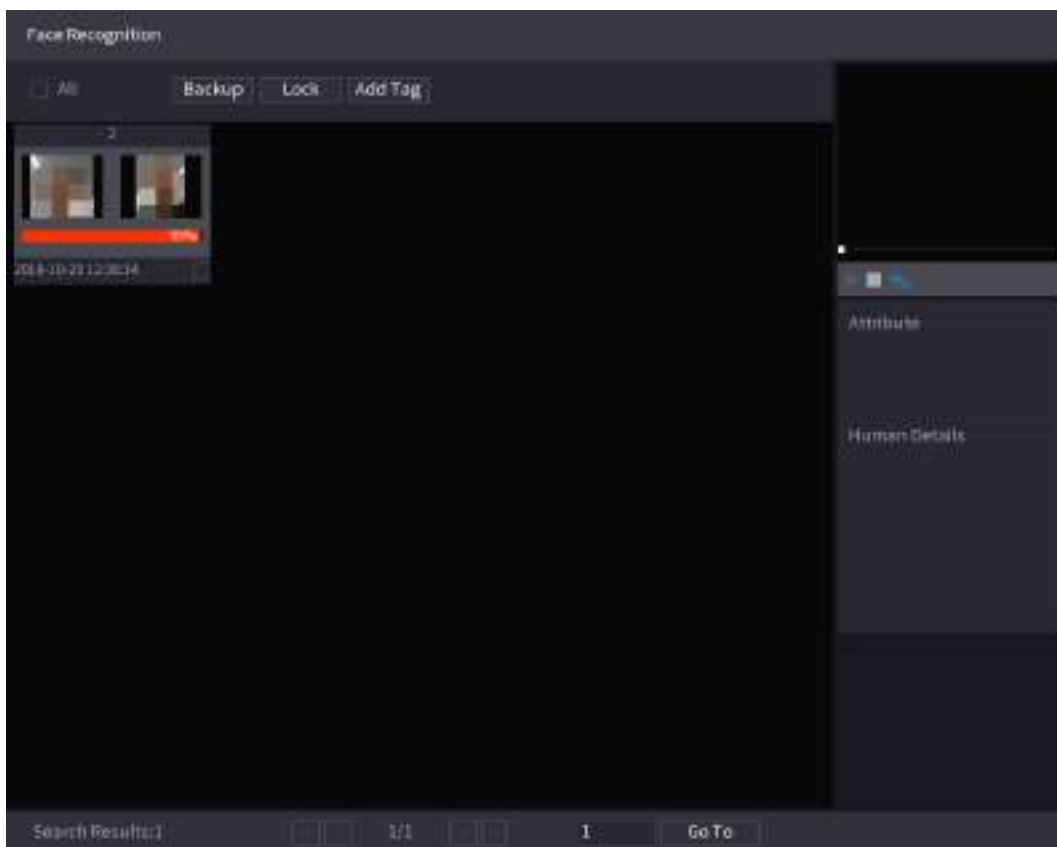 Face Recognition
All
Backup Lock Add Tag
Attribute
Human Details
Search Results:1
1/1
1
Go To